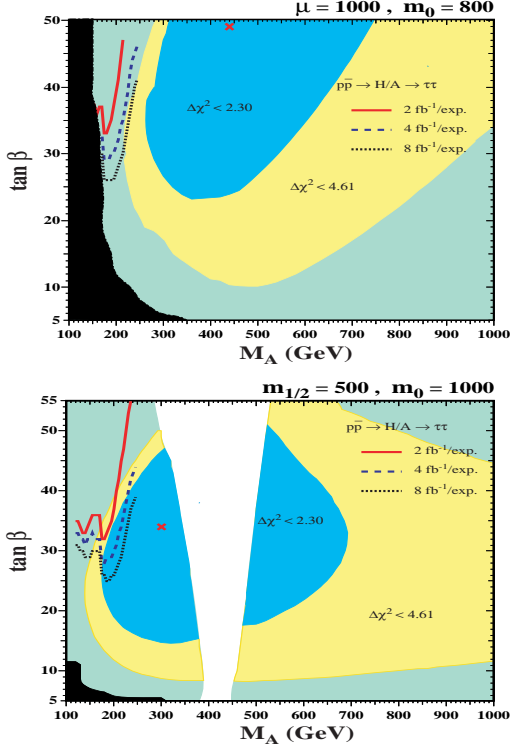 μ = 1000 , m₀ = 800
50
40
30
20
10
5
tan β
pp̅ → H/A → ττ
2 fb⁻¹/exp.
4 fb⁻¹/exp.
8 fb⁻¹/exp.
Δχ² < 2.30
Δχ² < 4.61
100 200 300 400 500 600 700 800 900 1000
M_A (GeV)
m₁/₂ = 500 , m₀ = 1000
55
50
40
30
20
10
5
tan β
pp̅ → H/A → ττ
2 fb⁻¹/exp.
4 fb⁻¹/exp.
8 fb⁻¹/exp.
Δχ² < 2.30
Δχ² < 4.61
100 200 300 400 500 600 700 800 900 1000
M_A (GeV)